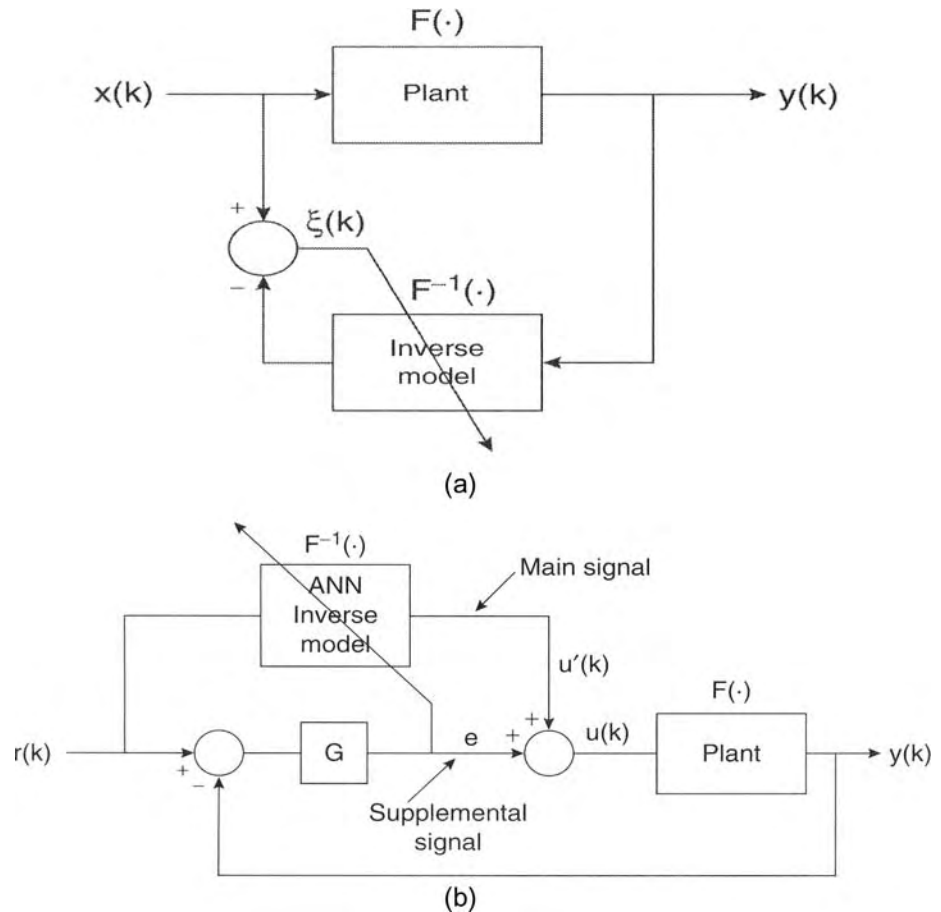 F(·)
x(k)
Plant
y(k)
+
ξ(k)
−
F⁻¹(·)
Inverse
model
(a)
F⁻¹(·)
ANN
Inverse
model
Main signal
u′(k)
F(·)
r(k)
+
−
G
e
+
+
u(k)
Plant
y(k)
Supplemental
signal
(b)